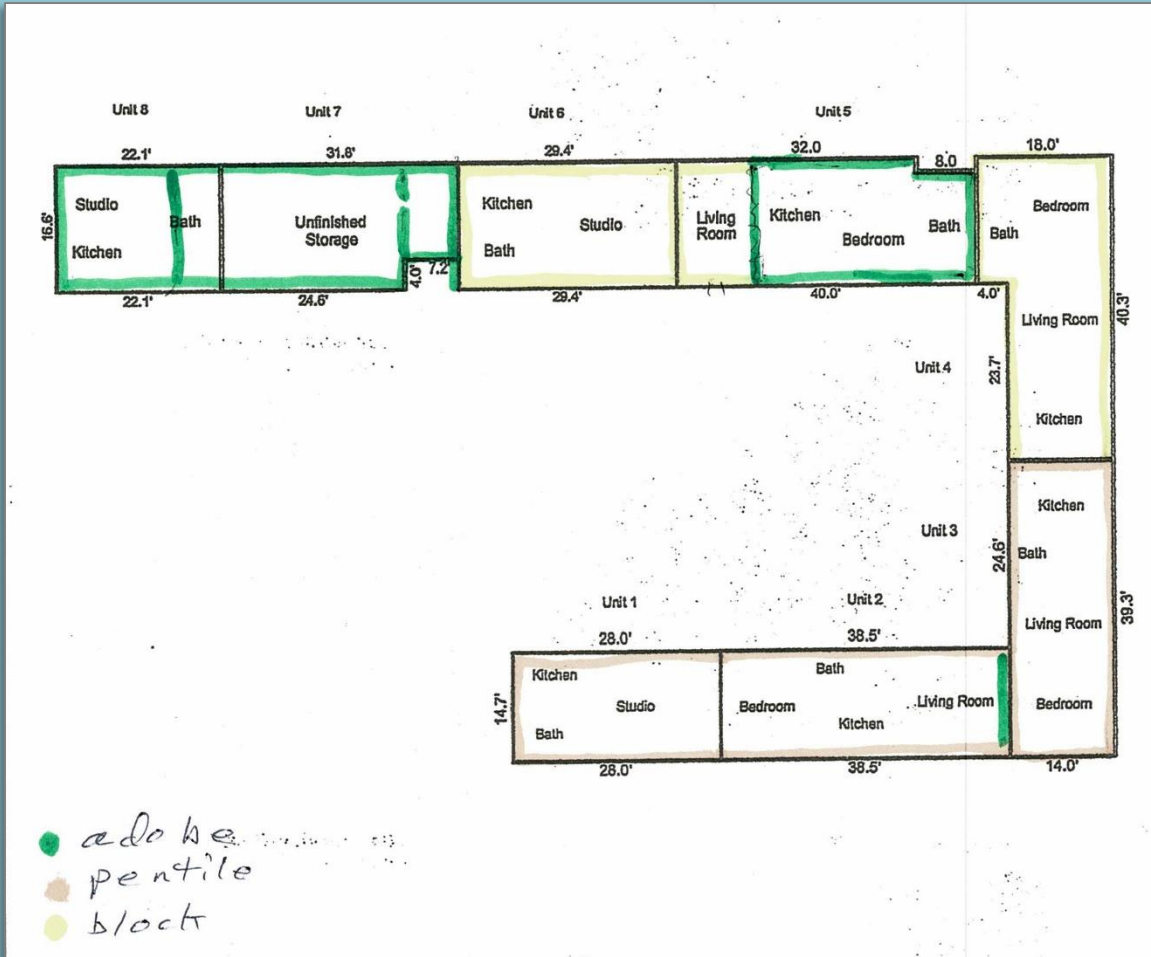 Unit 8
Unit 7
Unit 6
Unit 5
22.1'
31.6'
29.4'
32.0
8.0
18.0'
16.6'
Studio
Bath
Kitchen
Unfinished
Storage
4.0'
7.2'
Kitchen
Studio
Bath
Living
Room
Kitchen
Bedroom
Bath
Bedroom
Bath
Living Room
Kitchen
40.3'
22.1'
24.6'
29.4'
40.0'
4.0'
Unit 4
23.7'
Unit 3
24.6'
Kitchen
Bath
Living Room
Bedroom
39.3'
Unit 1
Unit 2
28.0'
38.5'
14.7'
Kitchen
Studio
Bath
Bath
Bedroom
Living Room
Kitchen
28.0'
38.5'
14.0'
adobe
pentile
block